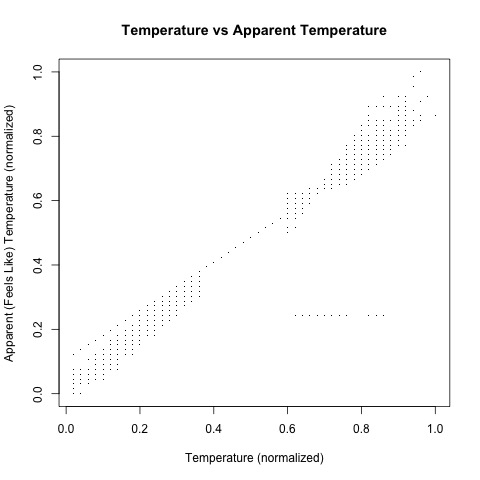 Temperature vs Apparent Temperature
Apparent (Feels Like) Temperature (normalized)
1.0
0.8
0.6
0.4
0.2
0.0
0.0 0.2 0.4 0.6 0.8 1.0
Temperature (normalized)